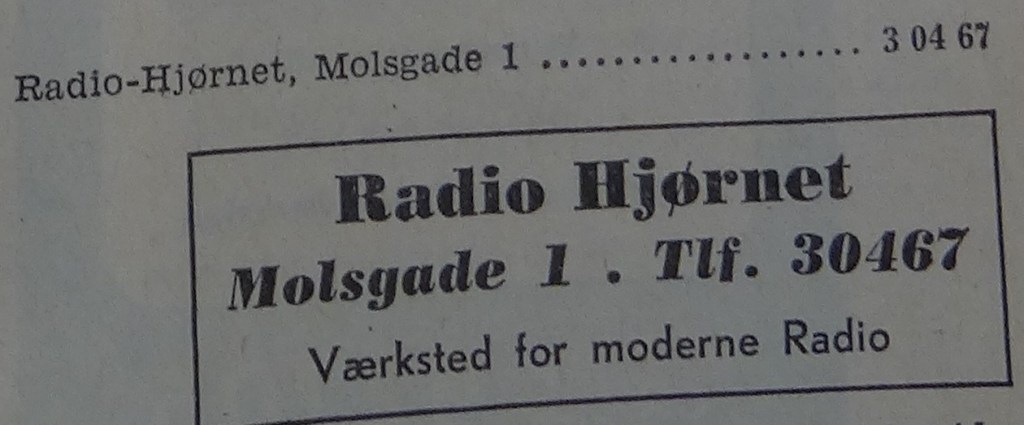 Radio-Hjørnet, Molsgade 1 .................. 3 04 67
Radio Hjørnet
Molsgade 1 . Tlf. 30467
Værksted for moderne Radio